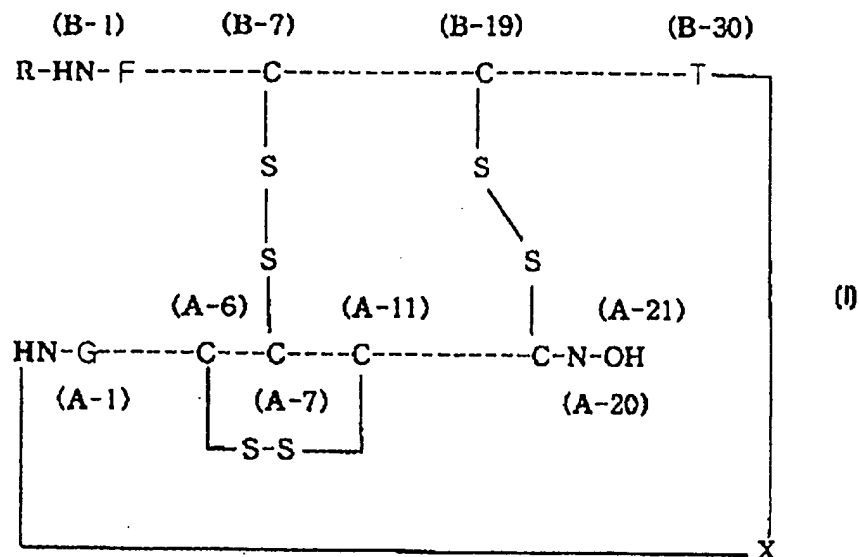 (B-1) (B-7) (B-19) (B-30)
R-HN-F C C T
S S
S S
(A-6) (A-11) (A-21) (I)
HN-G C C C C-N-OH
(A-1) (A-7) (A-20)
S-S
X